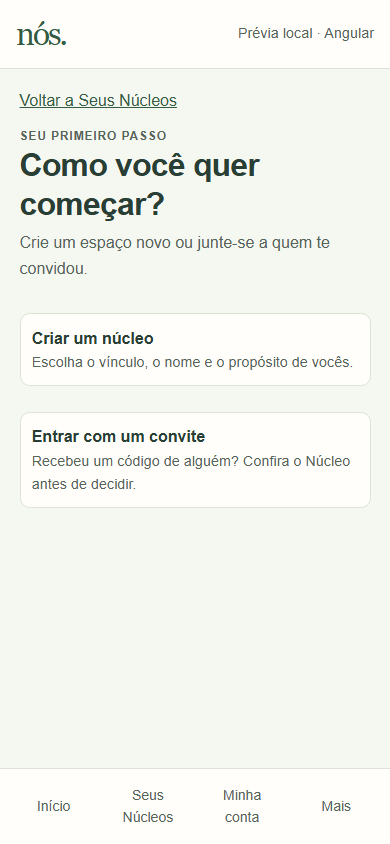 nós.
Prévia local · Angular
Voltar a Seus Núcleos
SEU PRIMEIRO PASSO
Como você quer
começar?
Crie um espaço novo ou junte-se a quem te
convidou.
Criar um núcleo
Escolha o vínculo, o nome e o propósito de vocês.
Entrar com um convite
Recebeu um código de alguém? Confira o Núcleo
antes de decidir.
Início
Seus
Núcleos
Minha
conta
Mais